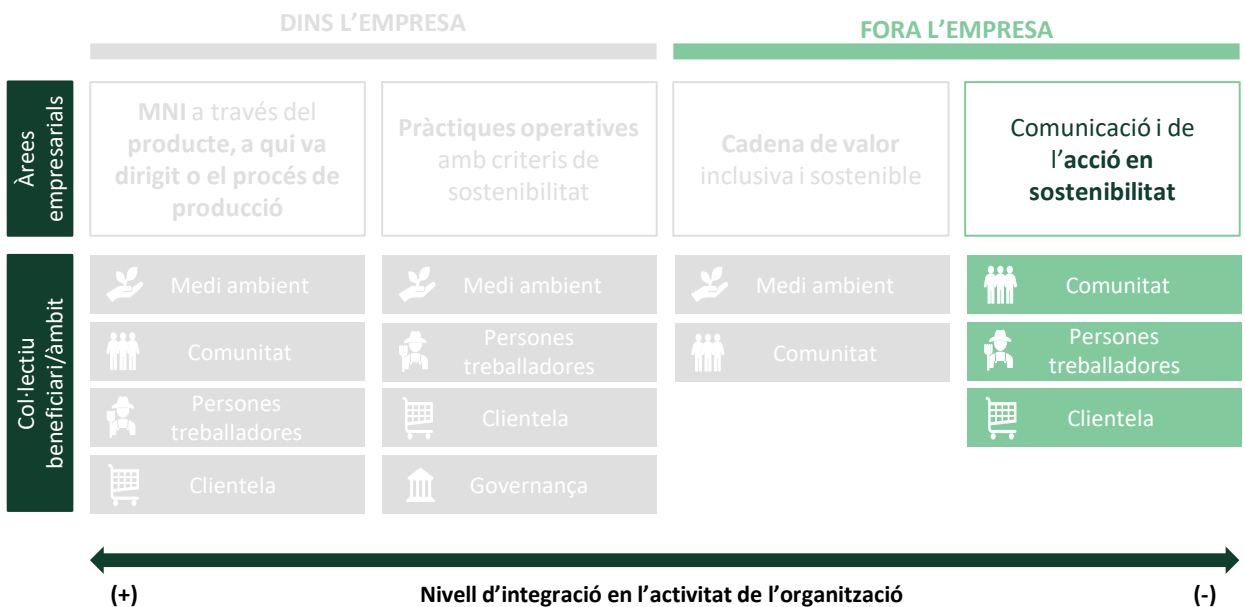 DINS L’EMPRESA
FORA L’EMPRESA
Àrees
empresarials
MNI a través del
producte, a qui va
dirigit o el procés de
producció
Pràctiques operatives
amb criteris de
sostenibilitat
Cadena de valor
inclusiva i sostenible
Comunicació i de
l’acció en
sostenibilitat
Col·lectiu
beneficiari/àmbit
Medi ambient
Comunitat
Persones
treballadores
Clientela
Medi ambient
Persones
treballadores
Clientela
Governança
Medi ambient
Comunitat
Comunitat
Persones
treballadores
Clientela
(+)
Nivell d’integració en l’activitat de l’organització
(-)